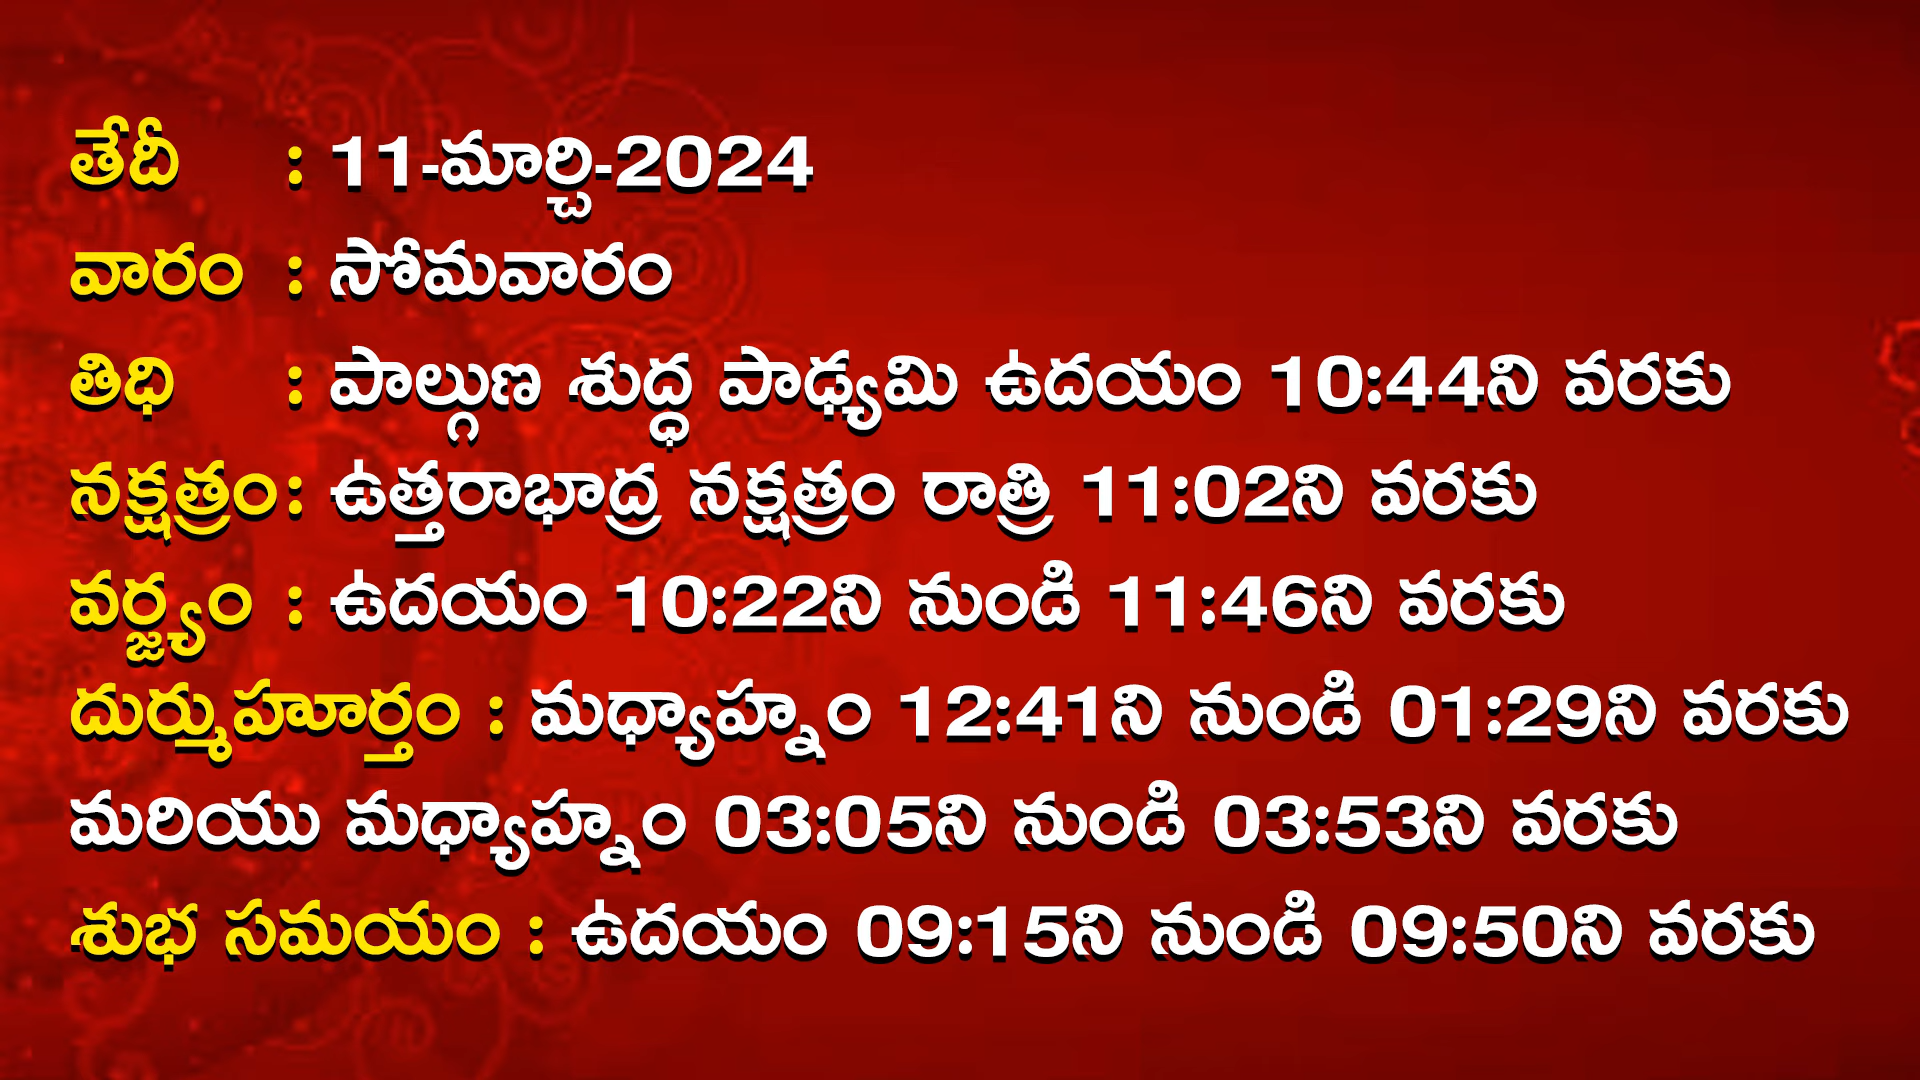 తేదీ : 11-మార్చి-2024
వారం : సోమవారం
తిధి : పాల్గుణ శుద్ధ పాఢ్యమి ఉదయం 10:44ని వరకు
నక్షత్రం: ఉత్తరాభాద్ర నక్షత్రం రాత్రి 11:02ని వరకు
వర్జ్యం : ఉదయం 10:22ని నుండి 11:46ని వరకు
దుర్ముహూర్తం : మధ్యాహ్నం 12:41ని నుండి 01:29ని వరకు
మరియు మధ్యాహ్నం 03:05ని నుండి 03:53ని వరకు
శుభ సమయం : ఉదయం 09:15ని నుండి 09:50ని వరకు